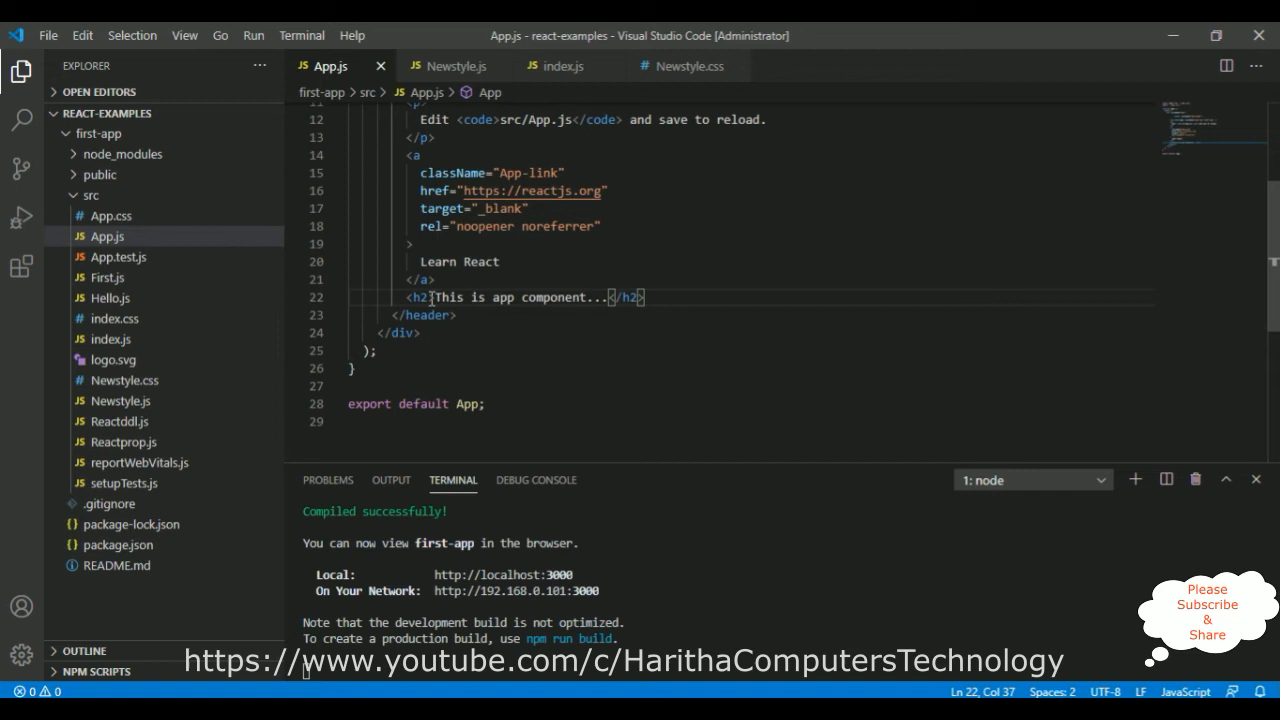 File Edit Selection View Go Run Terminal Help App.js - react-examples - Visual Studio Code [Administrator]
EXPLORER
OPEN EDITORS
REACT-EXAMPLES
first-app
node_modules
public
src
App.css
App.js
App.test.js
First.js
Hello.js
index.css
index.js
logo.svg
Newstyle.css
Newstyle.js
Reactddl.js
Reactprop.js
reportWebVitals.js
setupTests.js
.gitignore
package-lock.json
package.json
README.md
OUTLINE
NPM SCRIPTS
App.js Newstyle.js index.js Newstyle.css
first-app > src > App.js > App
11 <p>
12 Edit <ode>src/App.js</code> and save to reload.
13 </p>
14 <a
15 className="App-link"
16 href="https://reactjs.org"
17 target="_blank"
18 rel="noopener noreferrer"
19 >
20 Learn React
21 </a>
22 <h2>This is app component...</h2>
23 </header>
24 </div>
25 );
26 }
27
28 export default App;
29
PROBLEMS OUTPUT TERMINAL DEBUG CONSOLE 1: node
Compiled successfully!
You can now view first-app in the browser.
Local: http://localhost:3000
On Your Network: http://192.168.0.101:3000
Note that the development build is not optimized.
To create a production build, use npm run build.
Please
Subscribe
&
Share
https://www.youtube.com/c/HarithaComputersTechnology
0 0 Ln 22, Col 37 Spaces: 2 UTF-8 LF JavaScript